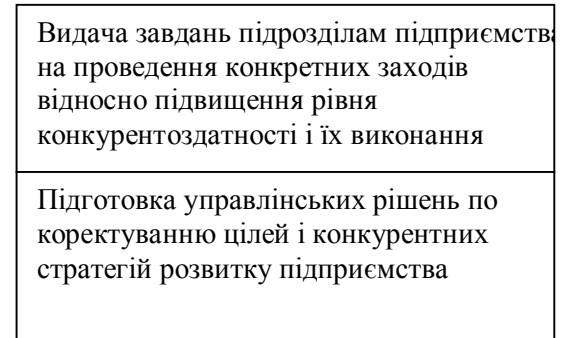 Видача завдань підрозділам підприємства
на проведення конкретних заходів
відносно підвищення рівня
конкурентоздатності і їх виконання
Підготовка управлінських рішень по
коректуванню цілей і конкурентних
стратегій розвитку підприємства